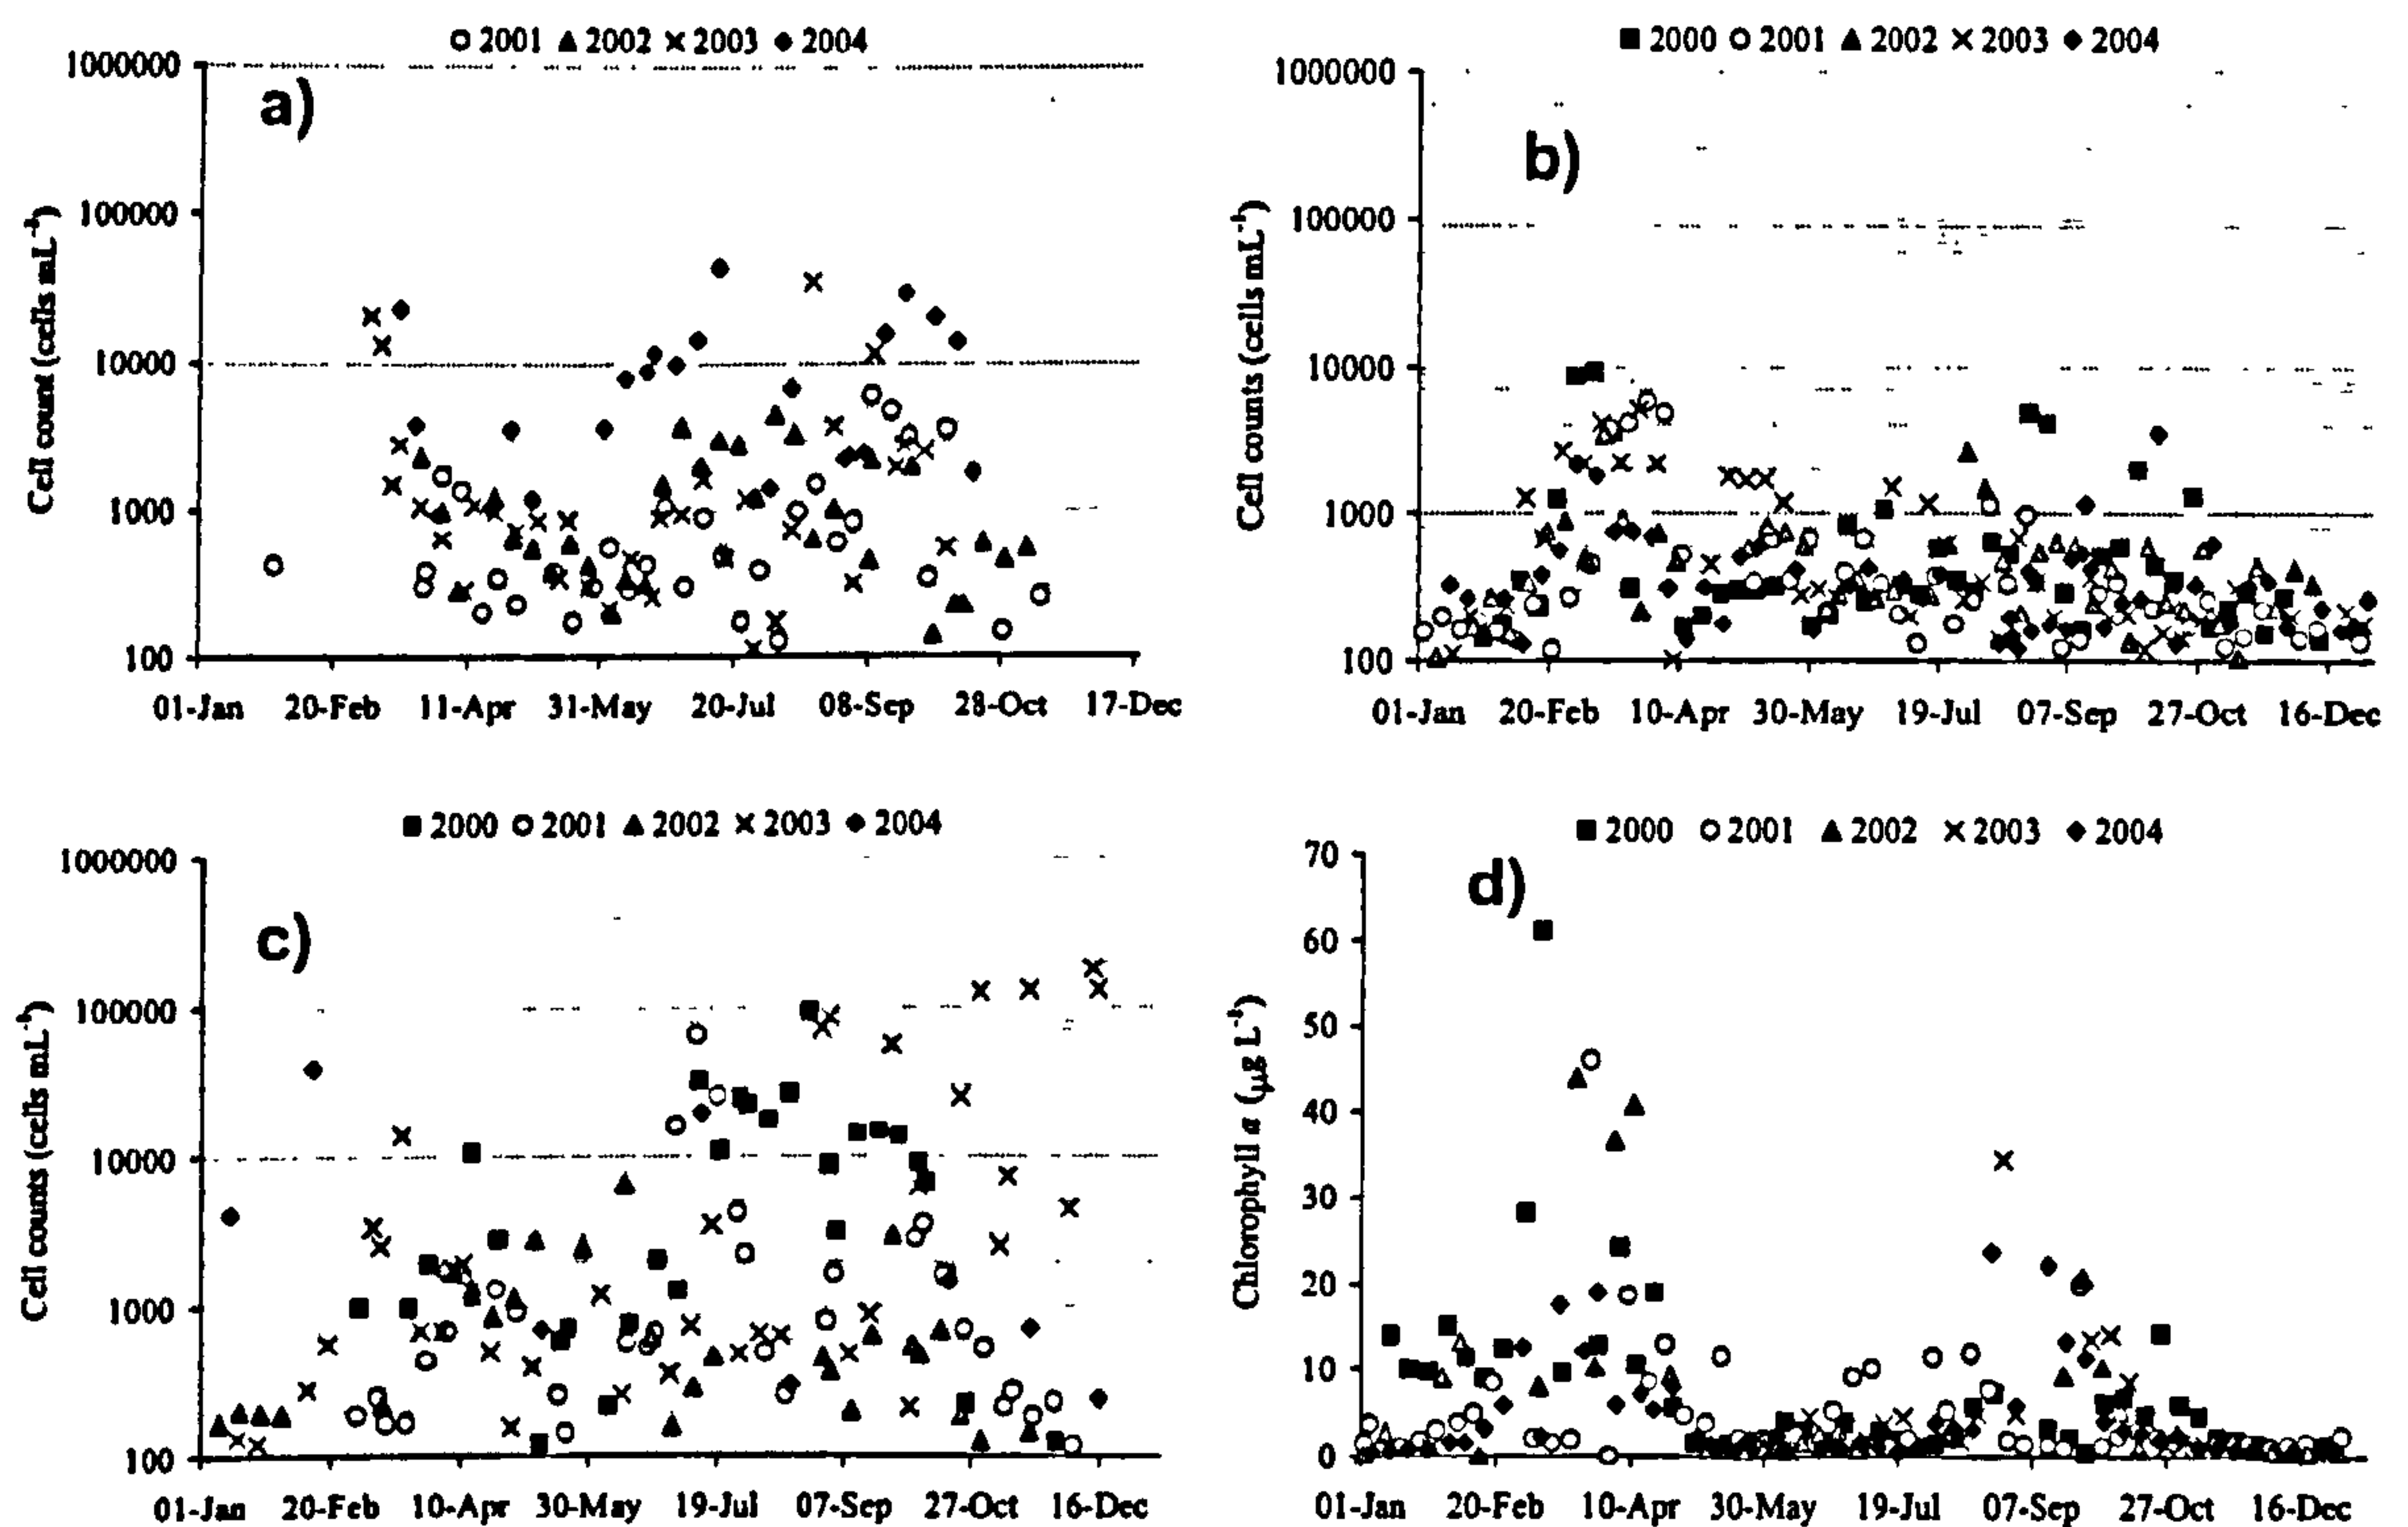 2001 2002 2003 2004
a)
Cell count (cells mL⁻¹)
1000000
100000
10000
1000
100
01-Jan 20-Feb 11-Apr 31-May 20-Jul 08-Sep 28-Oct 17-Dec
2000 2001 2002 2003 2004
b)
Cell counts (cells mL⁻¹)
1000000
100000
10000
1000
100
01-Jan 20-Feb 10-Apr 30-May 19-Jul 07-Sep 27-Oct 16-Dec
2000 2001 2002 2003 2004
c)
Cell counts (cells mL⁻¹)
1000000
100000
10000
1000
100
01-Jan 20-Feb 10-Apr 30-May 19-Jul 07-Sep 27-Oct 16-Dec
2000 2001 2002 2003 2004
d)
Chlorophyll a (µg L⁻¹)
70
60
50
40
30
20
10
0
01-Jan 20-Feb 10-Apr 30-May 19-Jul 07-Sep 27-Oct 16-Dec